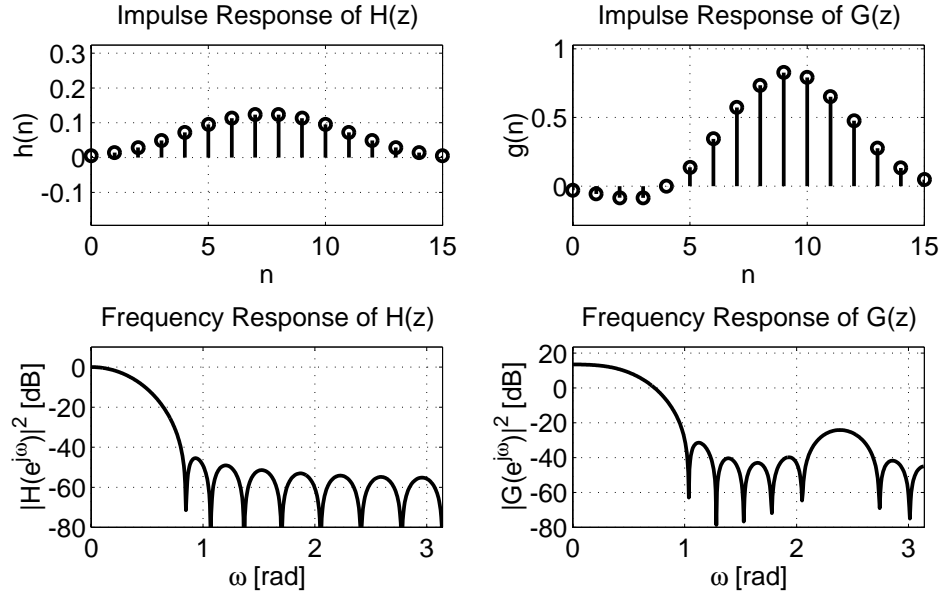 Impulse Response of H(z)
0.3
0.2
0.1
0
-0.1
h(n)
0 5 10 15
n
Impulse Response of G(z)
1
0.5
0
g(n)
0 5 10 15
n
Frequency Response of H(z)
0
-20
-40
-60
-80
|H(e^{jω})|² [dB]
0 1 2 3
ω [rad]
Frequency Response of G(z)
20
0
-20
-40
-60
-80
|G(e^{jω})|² [dB]
0 1 2 3
ω [rad]